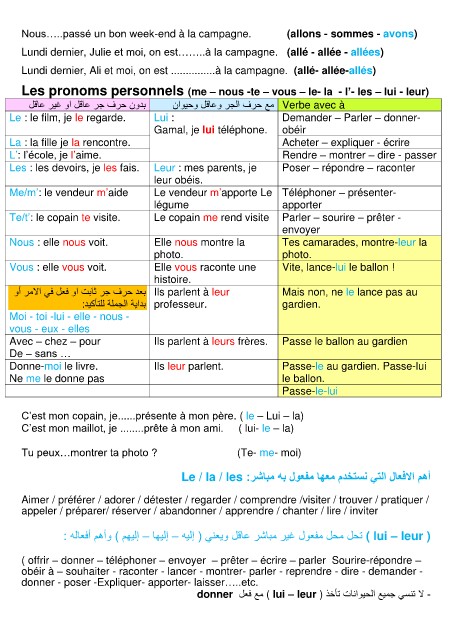 Nous…..passé un bon week-end à la campagne. (allons - sommes - avons)
Lundi dernier, Julie et moi, on est……..à la campagne. (allé - allée - allées)
Lundi dernier, Ali et moi, on est ...............à la campagne. (allé- allée-allés)
Les pronoms personnels (me – nous -te – vous – le- la - l'- les – lui - leur)
بدون حرف جر عاقل او غير عاقل
مع حرف الجر وعاقل وحيوان
Verbe avec à
Le : le film, je le regarde.
Lui :
Gamal, je lui téléphone.
Demander – Parler – donner-
obéir
La : la fille je la rencontre.
Acheter – expliquer - écrire
L': l'école, je l'aime.
Rendre – montrer – dire - passer
Les : les devoirs, je les fais.
Leur : mes parents, je
leur obéis.
Poser – répondre – raconter
Me/m': le vendeur m'aide
Le vendeur m'apporte Le
légume
Téléphoner – présenter-
apporter
Te/t': le copain te visite.
Le copain me rend visite
Parler – sourire – prêter -
envoyer
Nous : elle nous voit.
Elle nous montre la
photo.
Tes camarades, montre-leur la
photo.
Vous : elle vous voit.
Elle vous raconte une
histoire.
Vite, lance-lui le ballon !
بعد حرف جر ثابت او فعل في الامر أو
بداية الجملة للتأكيد:
Moi - toi -lui - elle - nous -
vous - eux - elles
Ils parlent à leur
professeur.
Mais non, ne le lance pas au
gardien.
Avec – chez – pour
De – sans …
Ils parlent à leurs frères.
Passe le ballon au gardien
Donne-moi le livre.
Ne me le donne pas
Ils leur parlent.
Passe-le au gardien. Passe-lui
le ballon.
Passe-le-lui
C'est mon copain, je......présente à mon père. ( le – Lui – la)
C'est mon maillot, je ........prête à mon ami. ( lui- le – la)
Tu peux…montrer ta photo ? (Te- me- moi)
أهم الافعال التي نستخدم معها مفعول به مباشر: Le / la / les
Aimer / préférer / adorer / détester / regarder / comprendre /visiter / trouver / pratiquer /
appeler / préparer/ réserver / abandonner / apprendre / chanter / lire / inviter
( lui – leur ) تحل محل مفعول غير مباشر عاقل ويعني ( إليه – إليها – إليهم ) وأهم أفعاله :
( offrir – donner – téléphoner – envoyer – prêter – écrire – parler Sourire-répondre –
obéir à – souhaiter - raconter - lancer - montrer- parler - reprendre - dire - demander -
donner - poser -Expliquer- apporter- laisser…..etc.
- لا تنسي جميع الحيوانات تأخذ ( lui – leur ) مع فعل donner